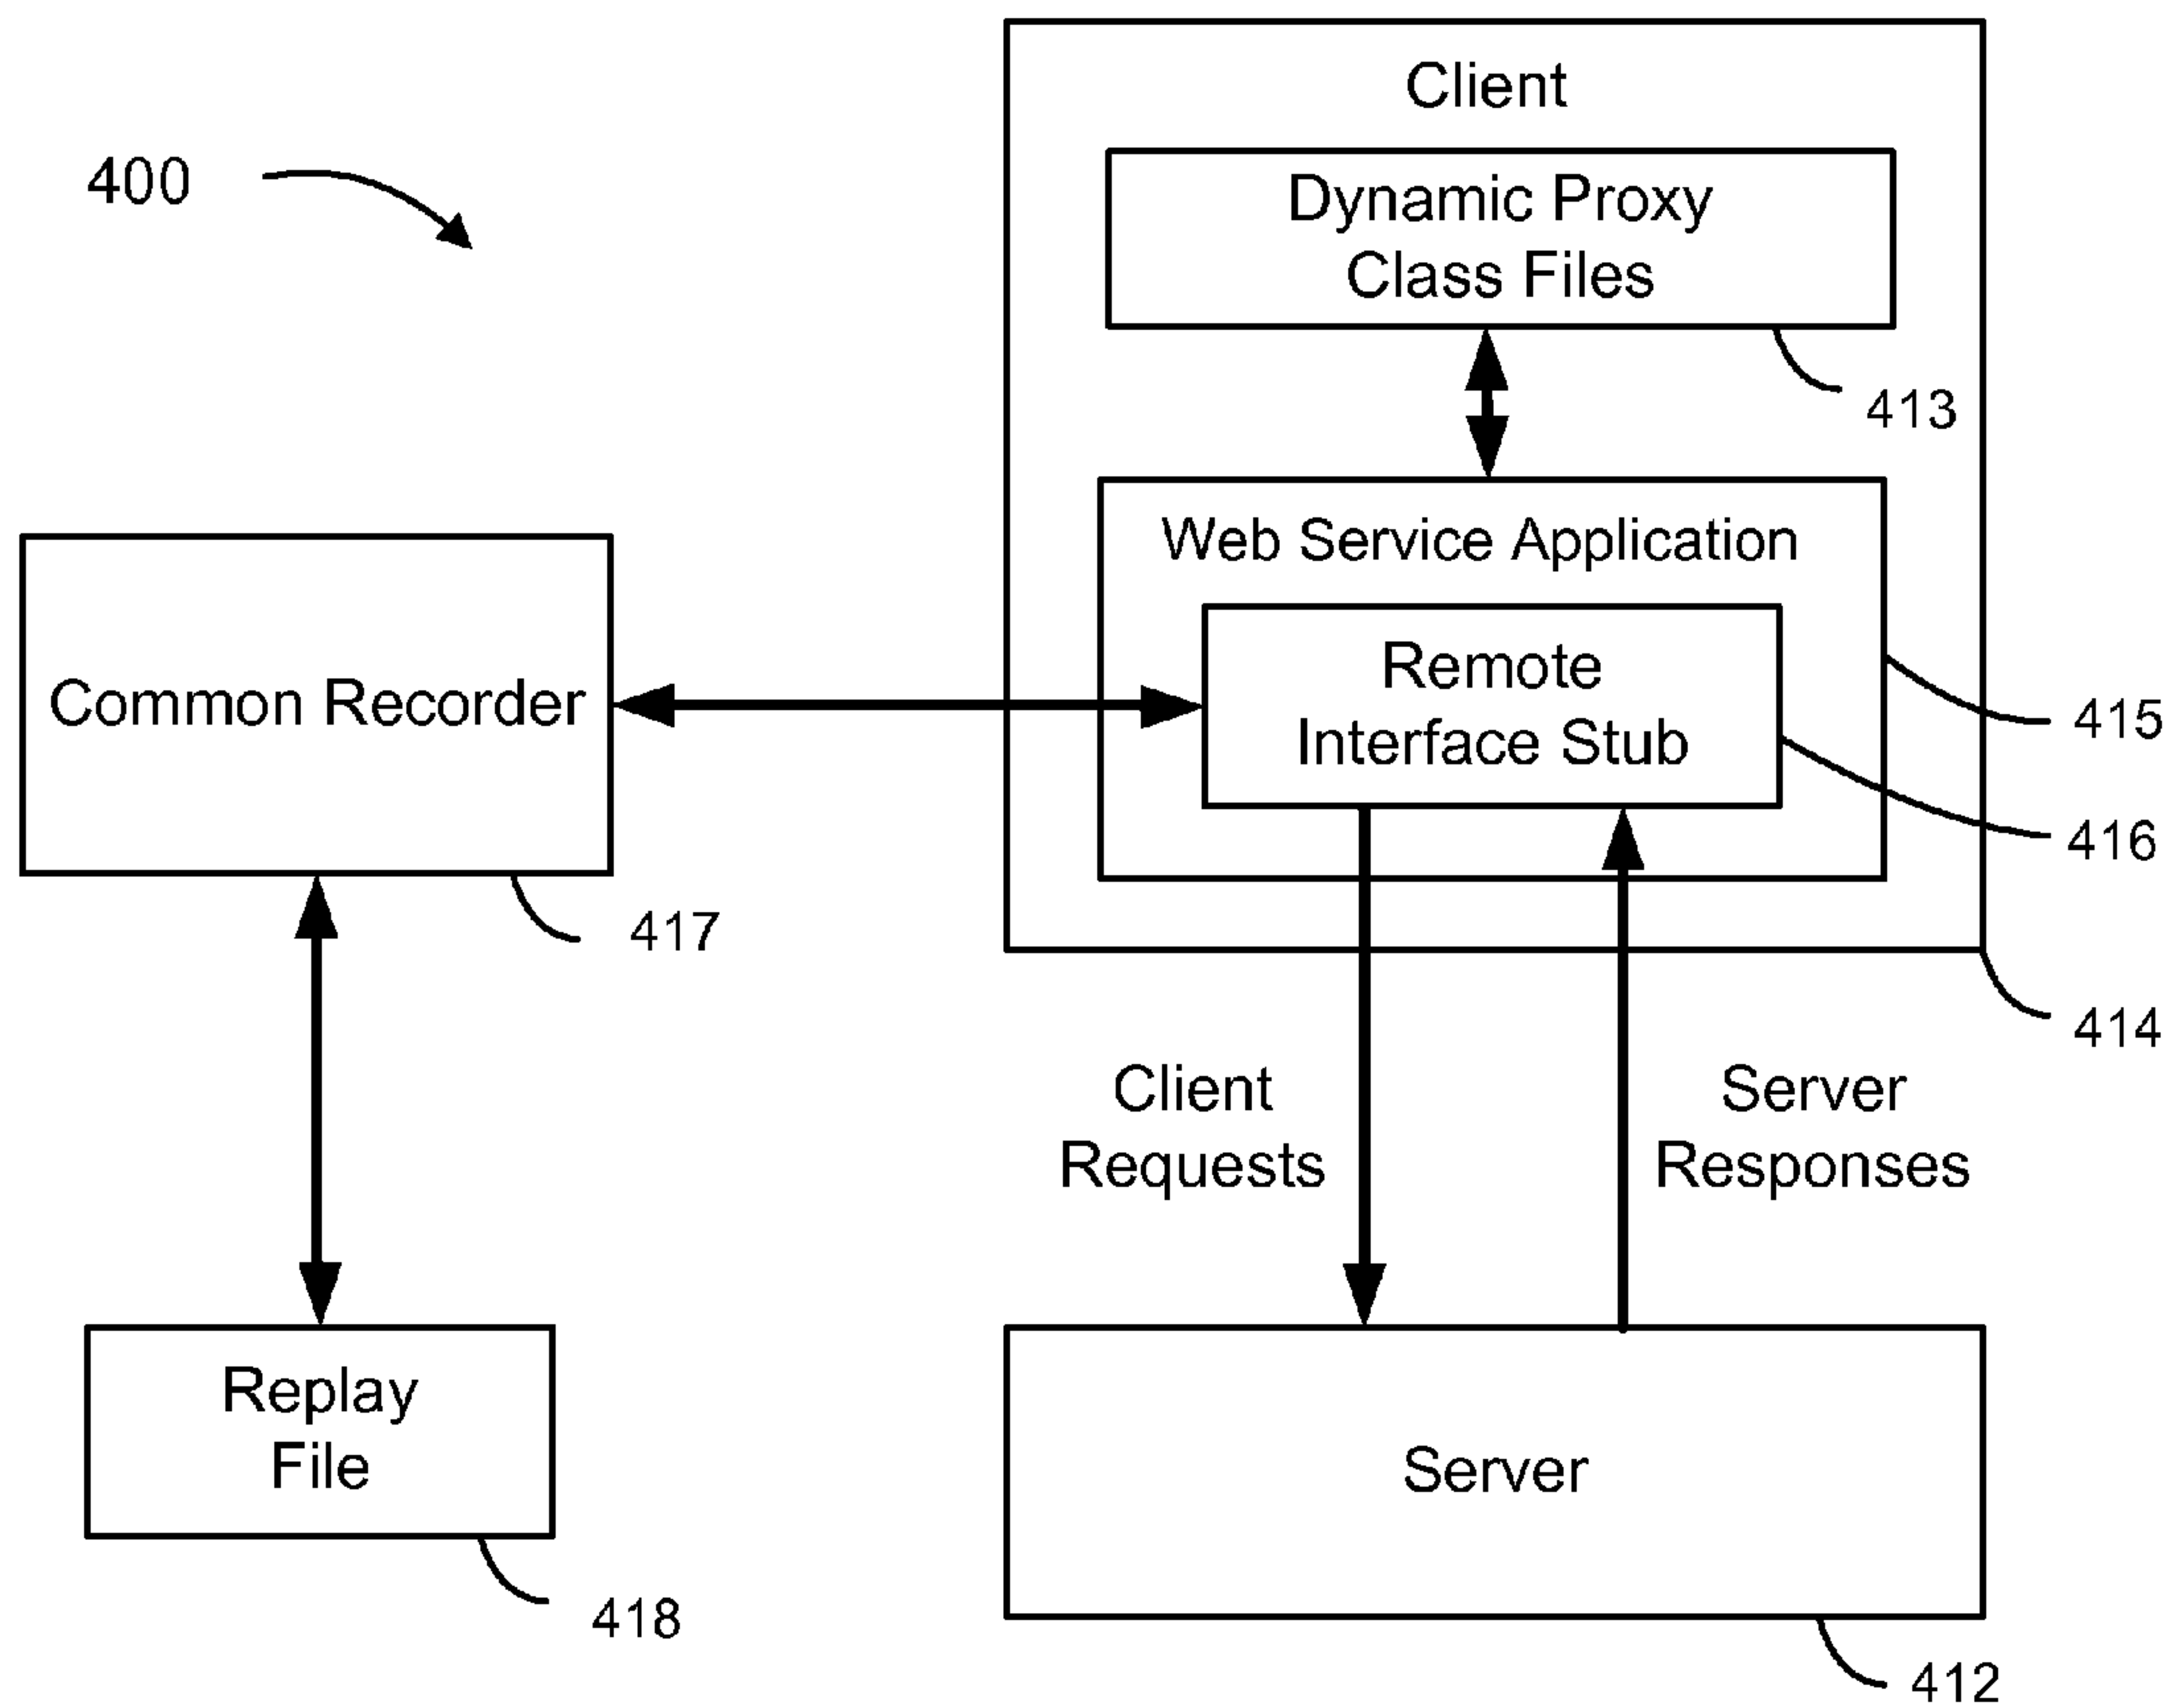 400
Client
Dynamic Proxy
Class Files
413
Web Service Application
Remote
Interface Stub
415
416
Common Recorder
417
414
Client
Requests
Server
Responses
Replay
File
418
Server
412